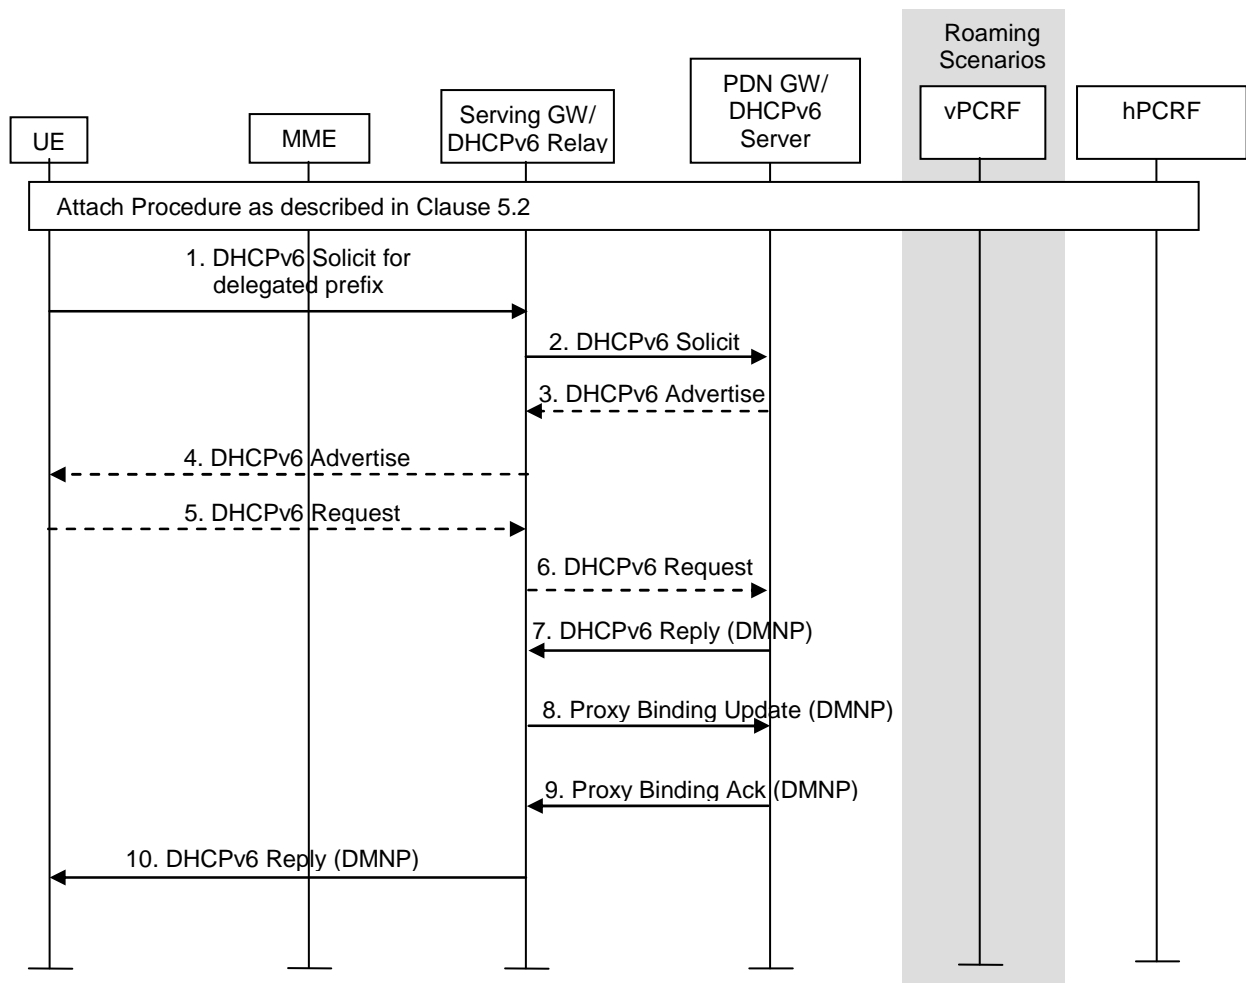 Roaming
Scenarios
UE
MME
Serving GW/
DHCPv6 Relay
PDN GW/
DHCPv6
Server
vPCRF
hPCRF
Attach Procedure as described in Clause 5.2
1. DHCPv6 Solicit for
delegated prefix
2. DHCPv6 Solicit
3. DHCPv6 Advertise
4. DHCPv6 Advertise
5. DHCPv6 Request
6. DHCPv6 Request
7. DHCPv6 Reply (DMNP)
8. Proxy Binding Update (DMNP)
9. Proxy Binding Ack (DMNP)
10. DHCPv6 Reply (DMNP)